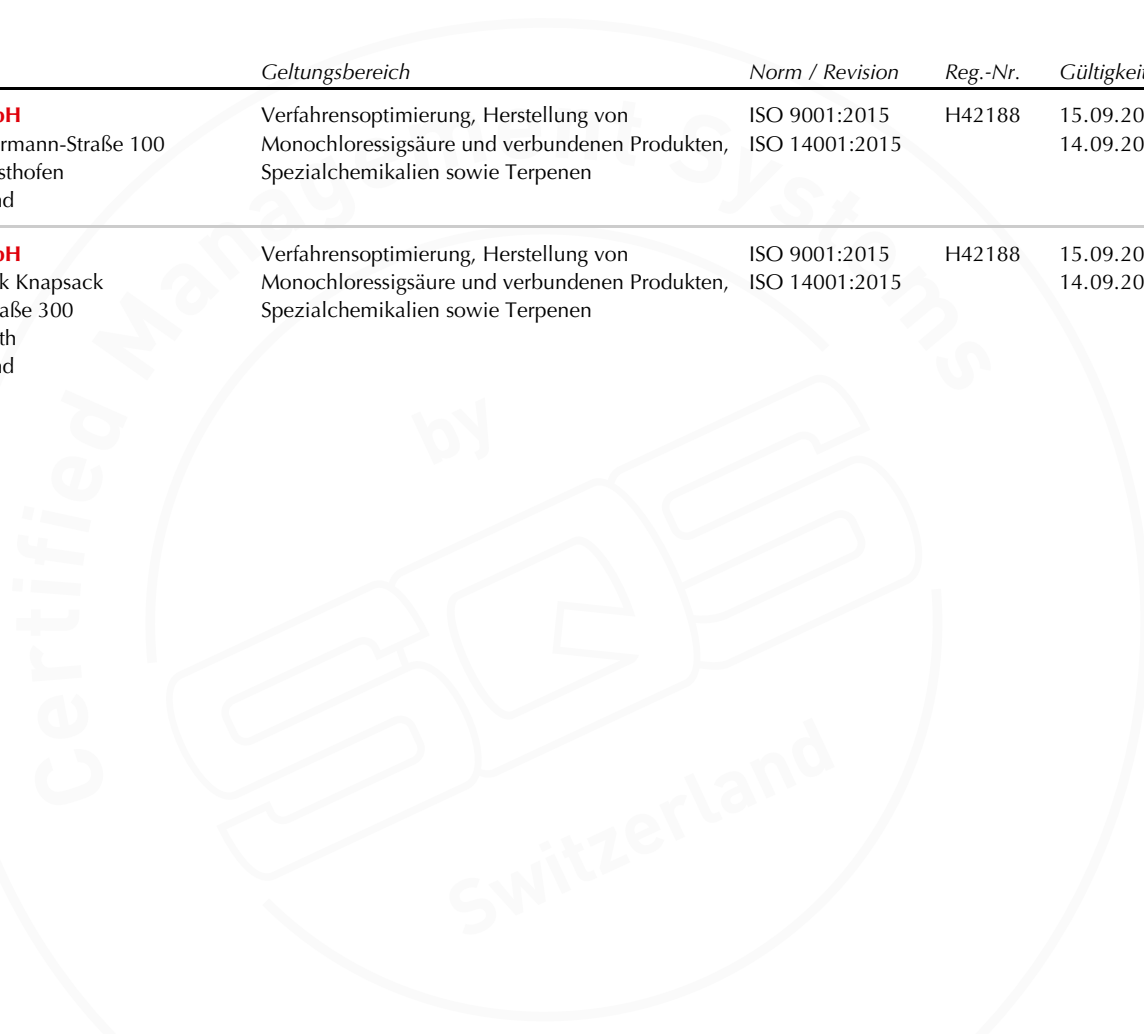 Geltungsbereich Norm / Revision Reg.-Nr. Gültigkeit
bH Verfahrensoptimierung, Herstellung von ISO 9001:2015 H42188 15.09.20
rmann-Straße 100 Monochloressigsäure und verbundenen Produkten, ISO 14001:2015 14.09.20
sthofen Spezialchemikalien sowie Terpenen
nd
bH Verfahrensoptimierung, Herstellung von ISO 9001:2015 H42188 15.09.20
k Knapsack Monochloressigsäure und verbundenen Produkten, ISO 14001:2015 14.09.20
aße 300 Spezialchemikalien sowie Terpenen
th
nd
Certified Management Systems
by
SQS
Switzerland